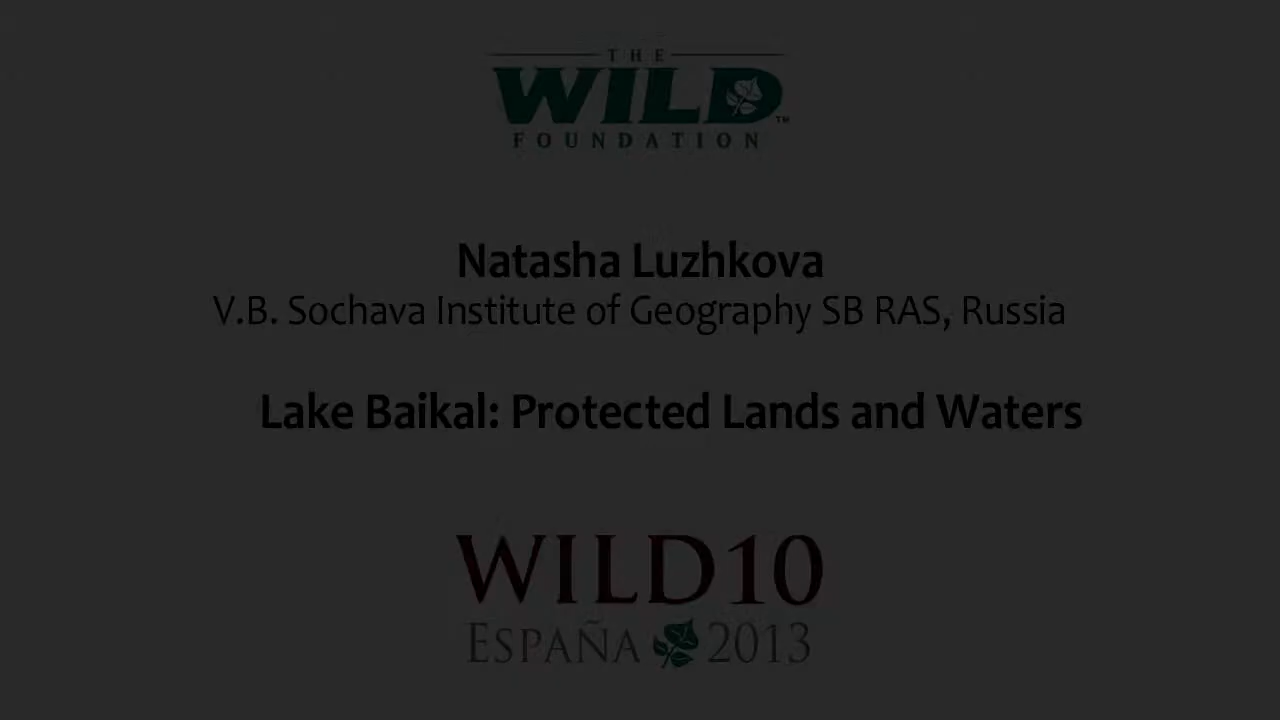 THE
WILD™
FOUNDATION
Natasha Luzhkova
V.B. Sochava Institute of Geography SB RAS, Russia
Lake Baikal: Protected Lands and Waters
WILD10
ESPAÑA 2013